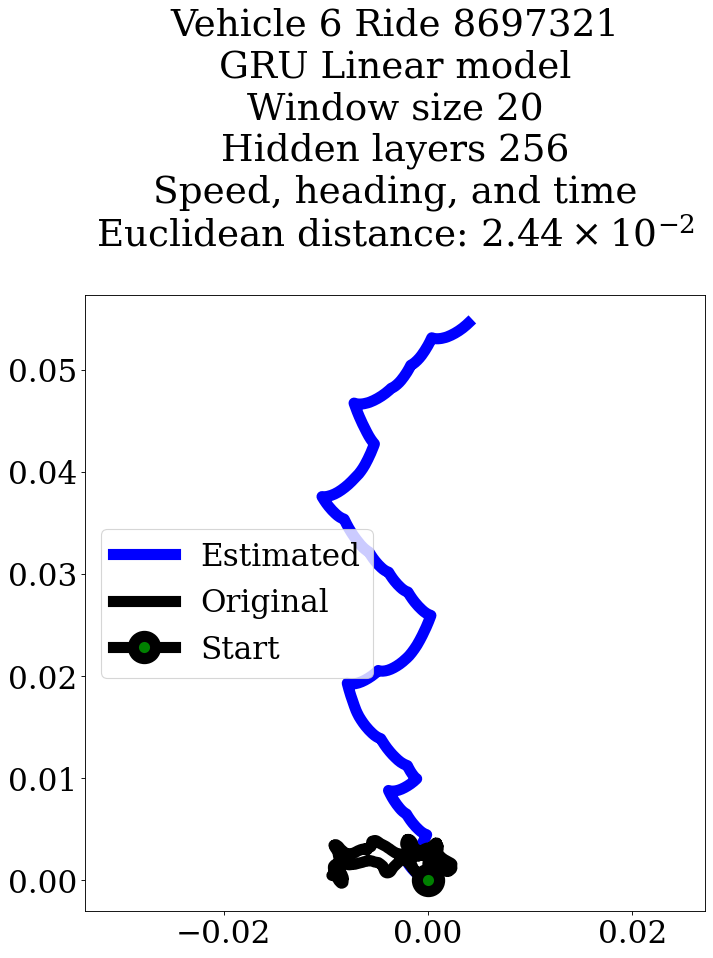 Vehicle 6 Ride 8697321
GRU Linear model
Window size 20
Hidden layers 256
Speed, heading, and time
Euclidean distance: 2.44 × 10⁻²
0.05
0.04
0.03
0.02
0.01
0.00
Estimated
Original
Start
−0.02
0.00
0.02